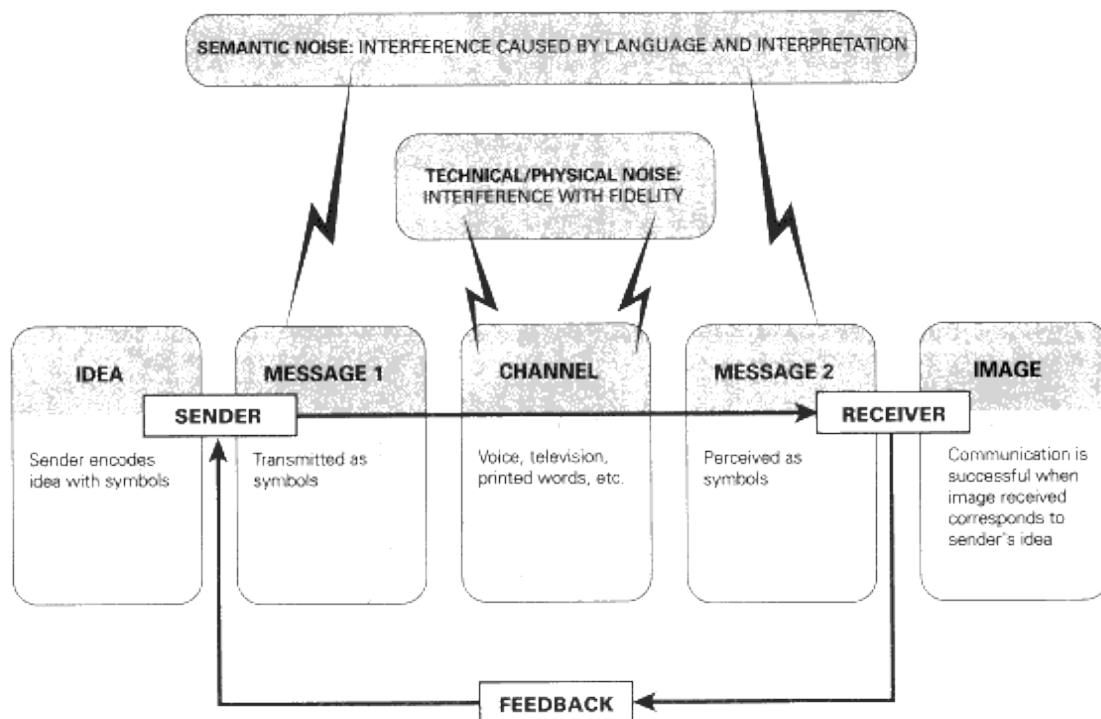 SEMANTIC NOISE: INTERFERENCE CAUSED BY LANGUAGE AND INTERPRETATION
TECHNICAL/PHYSICAL NOISE:
INTERFERENCE WITH FIDELITY
IDEA
MESSAGE 1
CHANNEL
MESSAGE 2
IMAGE
SENDER
RECEIVER
Sender encodes
idea with symbols
Transmitted as
symbols
Voice, television,
printed words, etc.
Perceived as
symbols
Communication is
successful when
image received
corresponds to
sender's idea
FEEDBACK